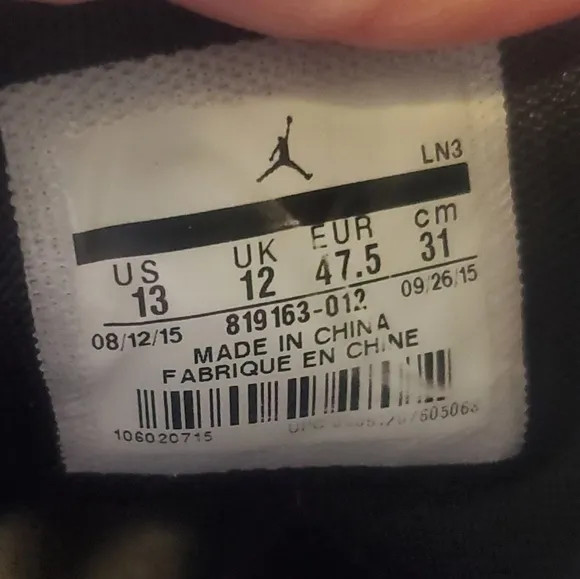 LN3
US UK EUR cm
13 12 47.5 31
08/12/15 819163-012 09/26/15
MADE IN CHINA
FABRIQUE EN CHINE
106020715 UPC